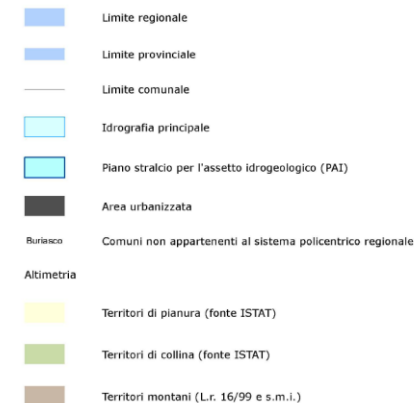 Limite regionale
Limite provinciale
Limite comunale
Idrografia principale
Piano stralcio per l'assetto idrogeologico (PAI)
Area urbanizzata
Buriasco Comuni non appartenenti al sistema policentrico regionale
Altimetria
Territori di pianura (fonte ISTAT)
Territori di collina (fonte ISTAT)
Territori montani (L.r. 16/99 e s.m.i.)